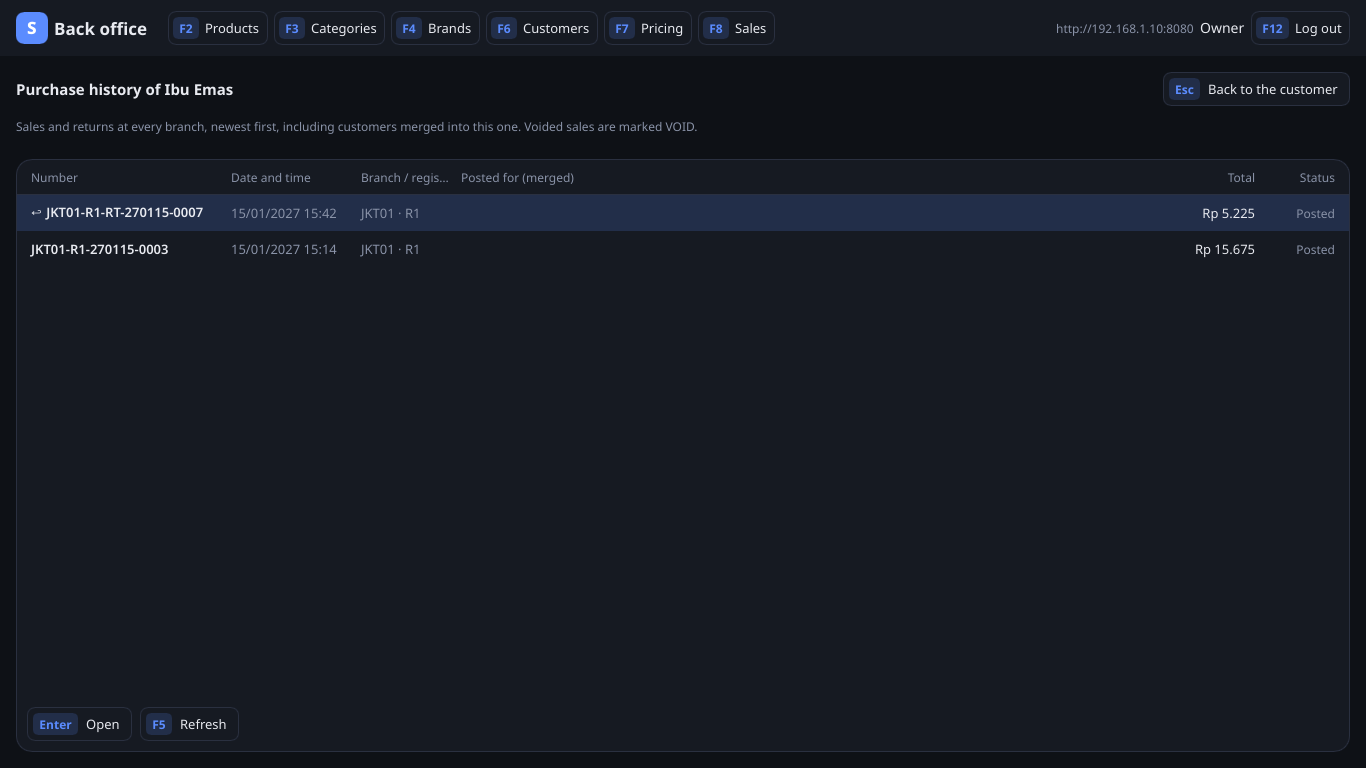 S Back office F2 Products F3 Categories F4 Brands F6 Customers F7 Pricing F8 Sales http://192.168.1.10:8080 Owner F12 Log out
Purchase history of Ibu Emas Esc Back to the customer
Sales and returns at every branch, newest first, including customers merged into this one. Voided sales are marked VOID.
Number Date and time Branch / regis... Posted for (merged) Total Status
↩ JKT01-R1-RT-270115-0007 15/01/2027 15:42 JKT01 · R1 Rp 5.225 Posted
JKT01-R1-270115-0003 15/01/2027 15:14 JKT01 · R1 Rp 15.675 Posted
Enter Open F5 Refresh